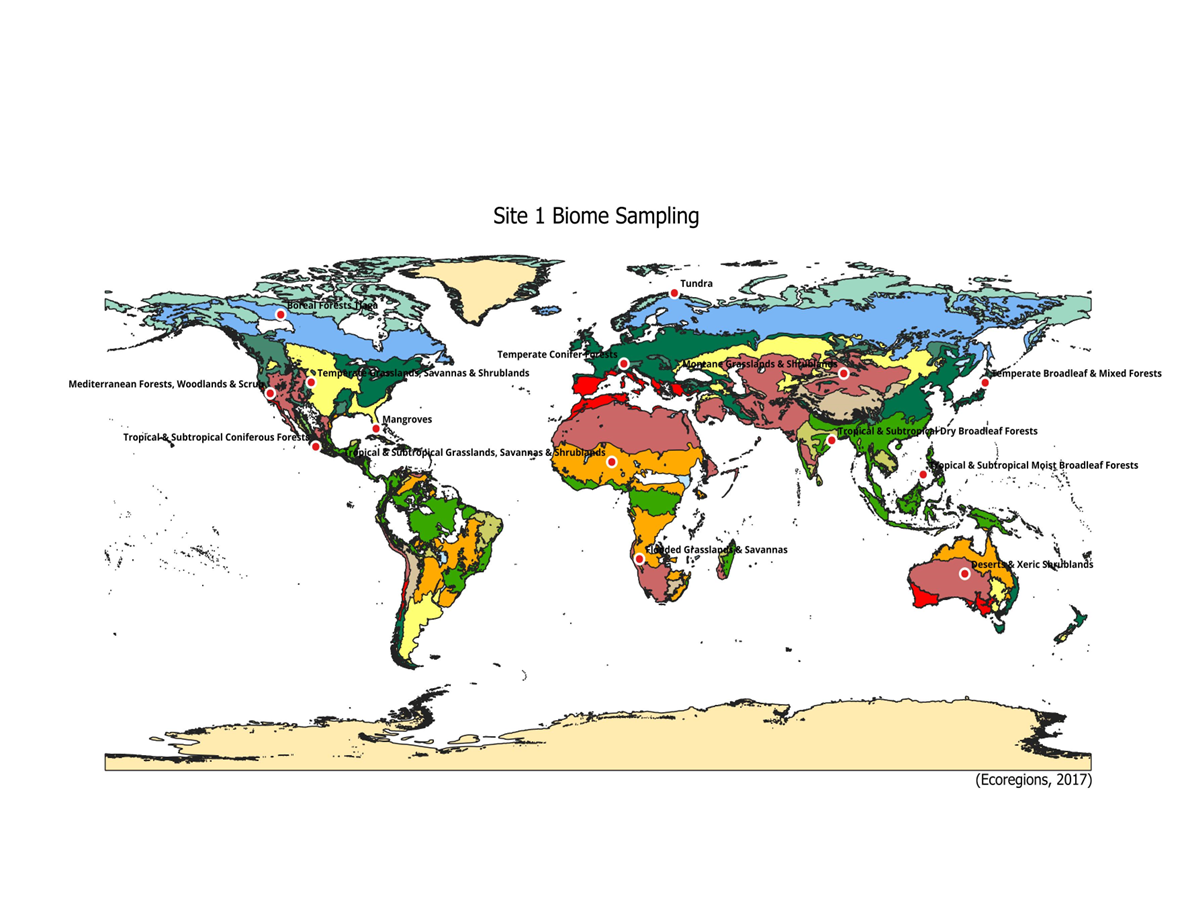 Site 1 Biome Sampling
Tundra
Boreal Forests Taiga
Temperate Conifer Forests
Montane Grasslands & Shrublands
Temperate Grasslands, Savannas & Shrublands
Temperate Broadleaf & Mixed Forests
Mediterranean Forests, Woodlands & Scrub
Mangroves
Tropical & Subtropical Dry Broadleaf Forests
Tropical & Subtropical Coniferous Forests
Tropical & Subtropical Grasslands, Savannas & Shrublands
Tropical & Subtropical Moist Broadleaf Forests
Flooded Grasslands & Savannas
Deserts & Xeric Shrublands
(Ecoregions, 2017)